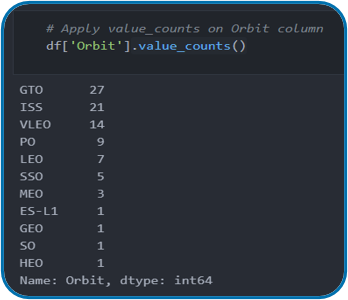 # Apply value_counts on Orbit column
df['Orbit'].value_counts()
GTO 27
ISS 21
VLEO 14
PO 9
LEO 7
SSO 5
MEO 3
ES-L1 1
GEO 1
SO 1
HEO 1
Name: Orbit, dtype: int64